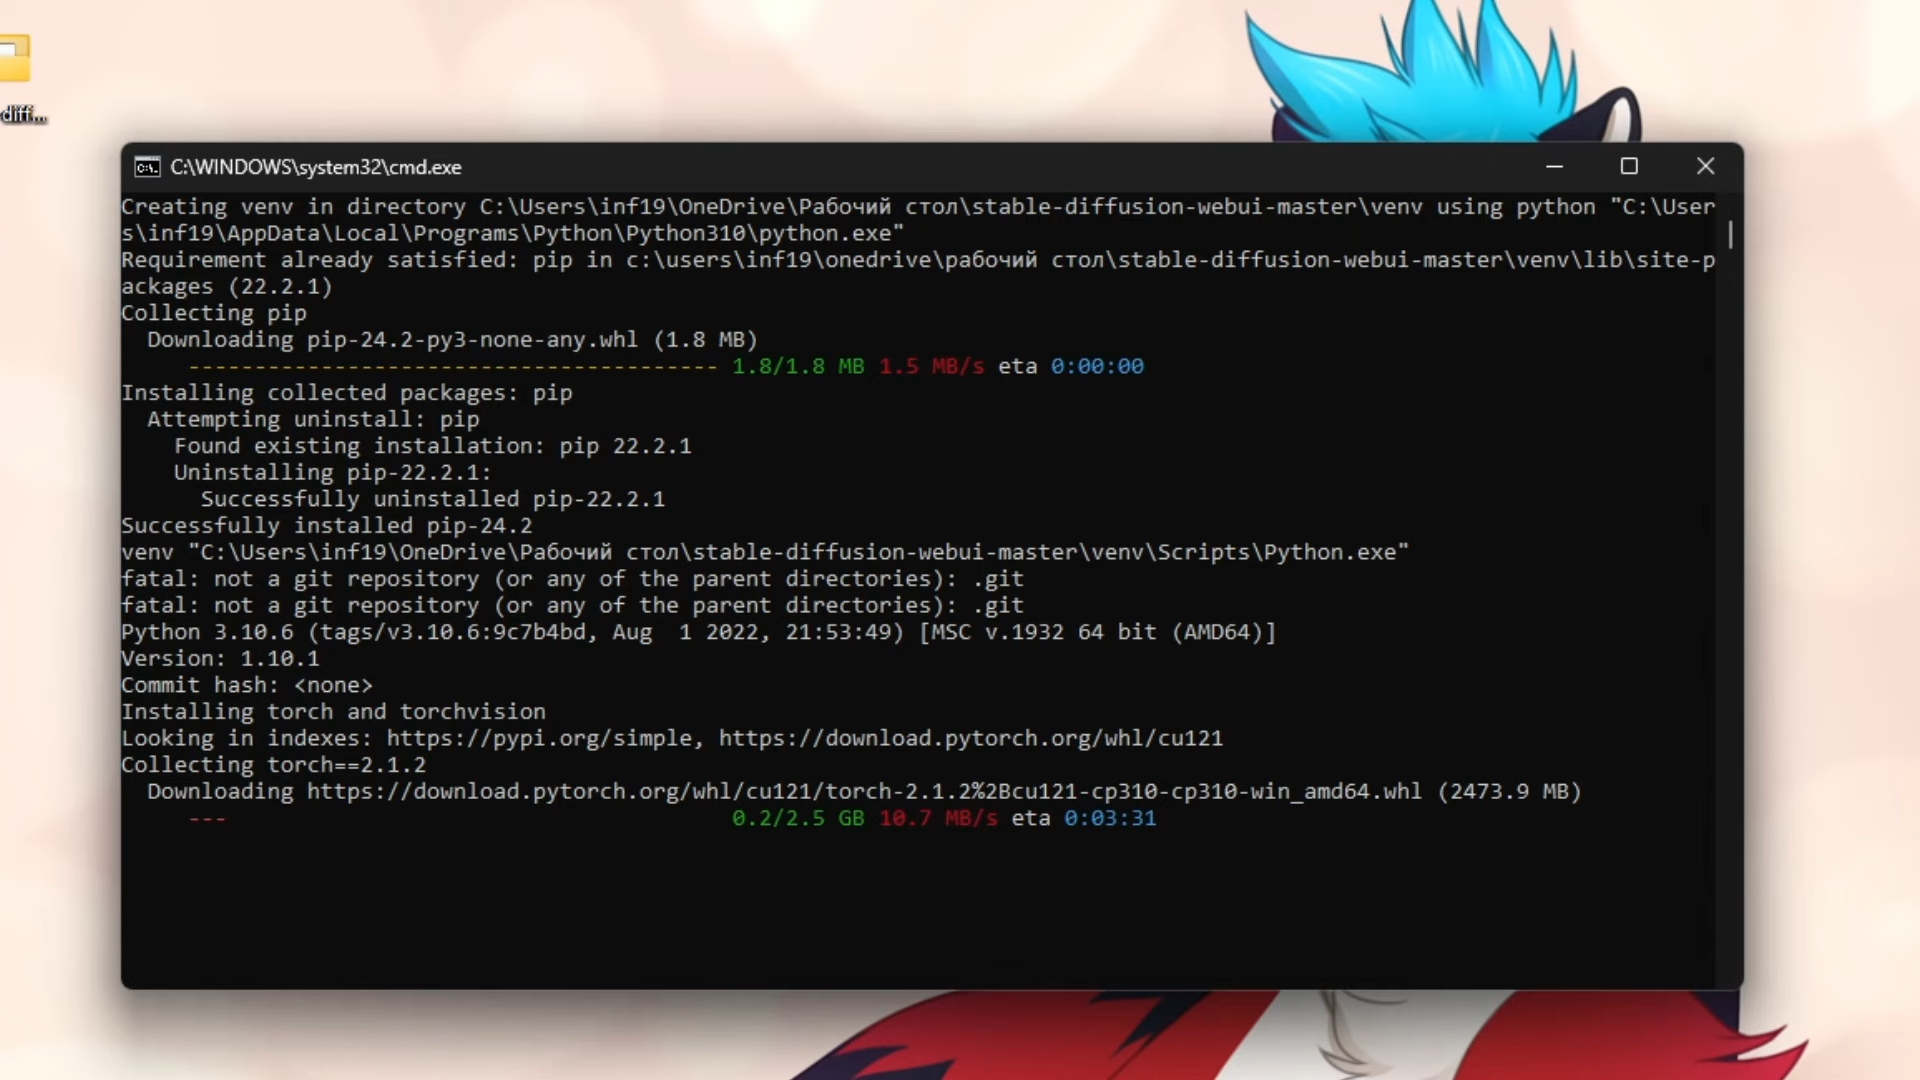 diff...
C:\WINDOWS\system32\cmd.exe
Creating venv in directory C:\Users\inf19\OneDrive\Рабочий стол\stable-diffusion-webui-master\venv using python "C:\User
s\inf19\AppData\Local\Programs\Python\Python310\python.exe"
Requirement already satisfied: pip in c:\users\inf19\onedrive\рабочий стол\stable-diffusion-webui-master\venv\lib\site-p
ackages (22.2.1)
Collecting pip
Downloading pip-24.2-py3-none-any.whl (1.8 MB)
---------------------------------------- 1.8/1.8 MB 1.5 MB/s eta 0:00:00
Installing collected packages: pip
Attempting uninstall: pip
Found existing installation: pip 22.2.1
Uninstalling pip-22.2.1:
Successfully uninstalled pip-22.2.1
Successfully installed pip-24.2
venv "C:\Users\inf19\OneDrive\Рабочий стол\stable-diffusion-webui-master\venv\Scripts\Python.exe"
fatal: not a git repository (or any of the parent directories): .git
fatal: not a git repository (or any of the parent directories): .git
Python 3.10.6 (tags/v3.10.6:9c7b4bd, Aug  1 2022, 21:53:49) [MSC v.1932 64 bit (AMD64)]
Version: 1.10.1
Commit hash: <none>
Installing torch and torchvision
Looking in indexes: https://pypi.org/simple, https://download.pytorch.org/whl/cu121
Collecting torch==2.1.2
Downloading https://download.pytorch.org/whl/cu121/torch-2.1.2%2Bcu121-cp310-cp310-win_amd64.whl (2473.9 MB)
--- 0.2/2.5 GB 10.7 MB/s eta 0:03:31